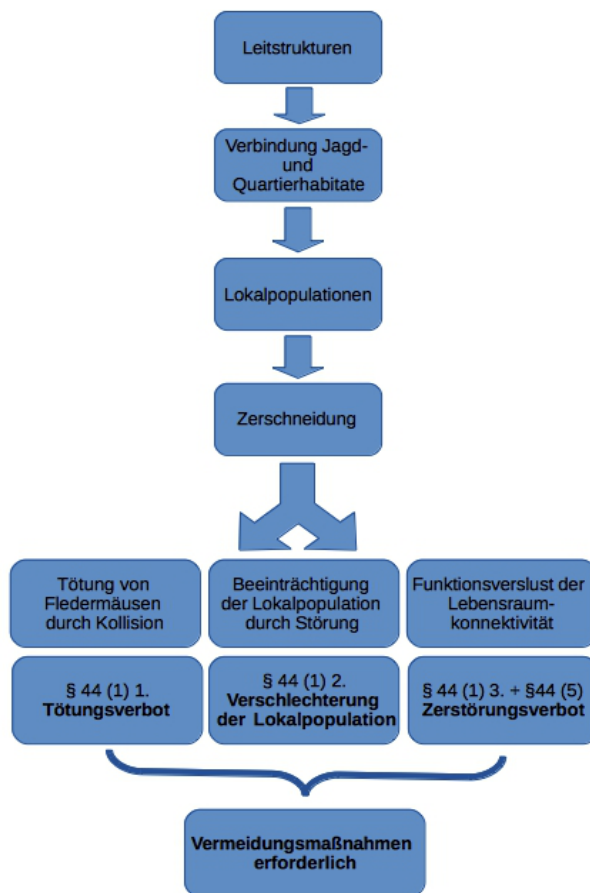 Leitstrukturen
Verbindung Jagd-
und
Quartierhabitate
Lokalpopulationen
Zerschneidung
Tötung von
Fledermäusen
durch Kollision
Beeinträchtigung
der Lokalpopulation
durch Störung
Funktionsverslust der
Lebensraum-
konnektivität
§ 44 (1) 1.
Tötungsverbot
§ 44 (1) 2.
Verschlechterung
der Lokalpopulation
§ 44 (1) 3. + §44 (5)
Zerstörungsverbot
Vermeidungsmaßnahmen
erforderlich